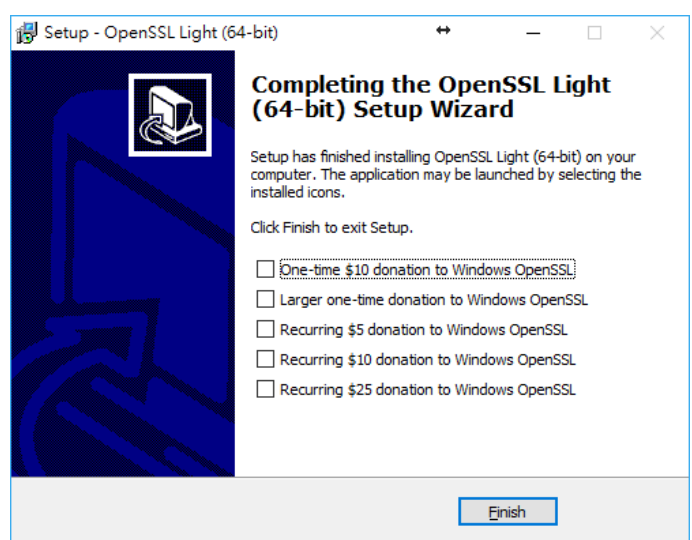 Setup - OpenSSL Light (64-bit)
Completing the OpenSSL Light
(64-bit) Setup Wizard
Setup has finished installing OpenSSL Light (64-bit) on your
computer. The application may be launched by selecting the
installed icons.
Click Finish to exit Setup.
One-time $10 donation to Windows OpenSSL
Larger one-time donation to Windows OpenSSL
Recurring $5 donation to Windows OpenSSL
Recurring $10 donation to Windows OpenSSL
Recurring $25 donation to Windows OpenSSL
Finish